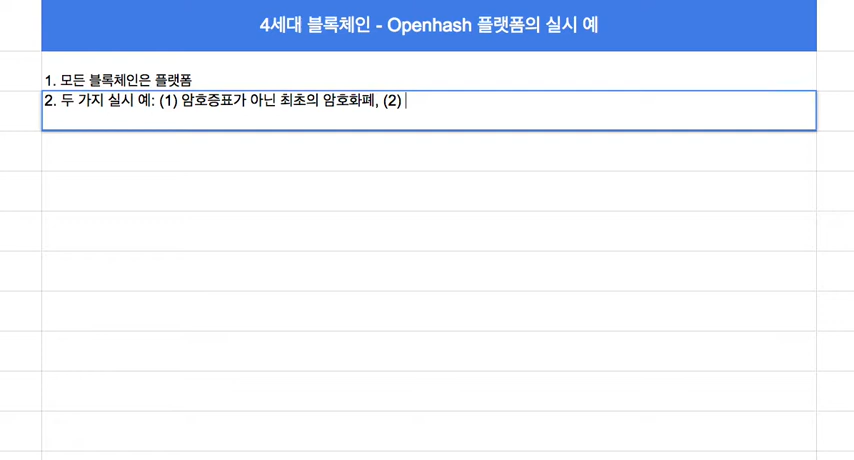 4세대 블록체인 - Openhash 플랫폼의 실시 예
1. 모든 블록체인은 플랫폼
2. 두 가지 실시 예: (1) 암호증표가 아닌 최초의 암호화폐, (2)